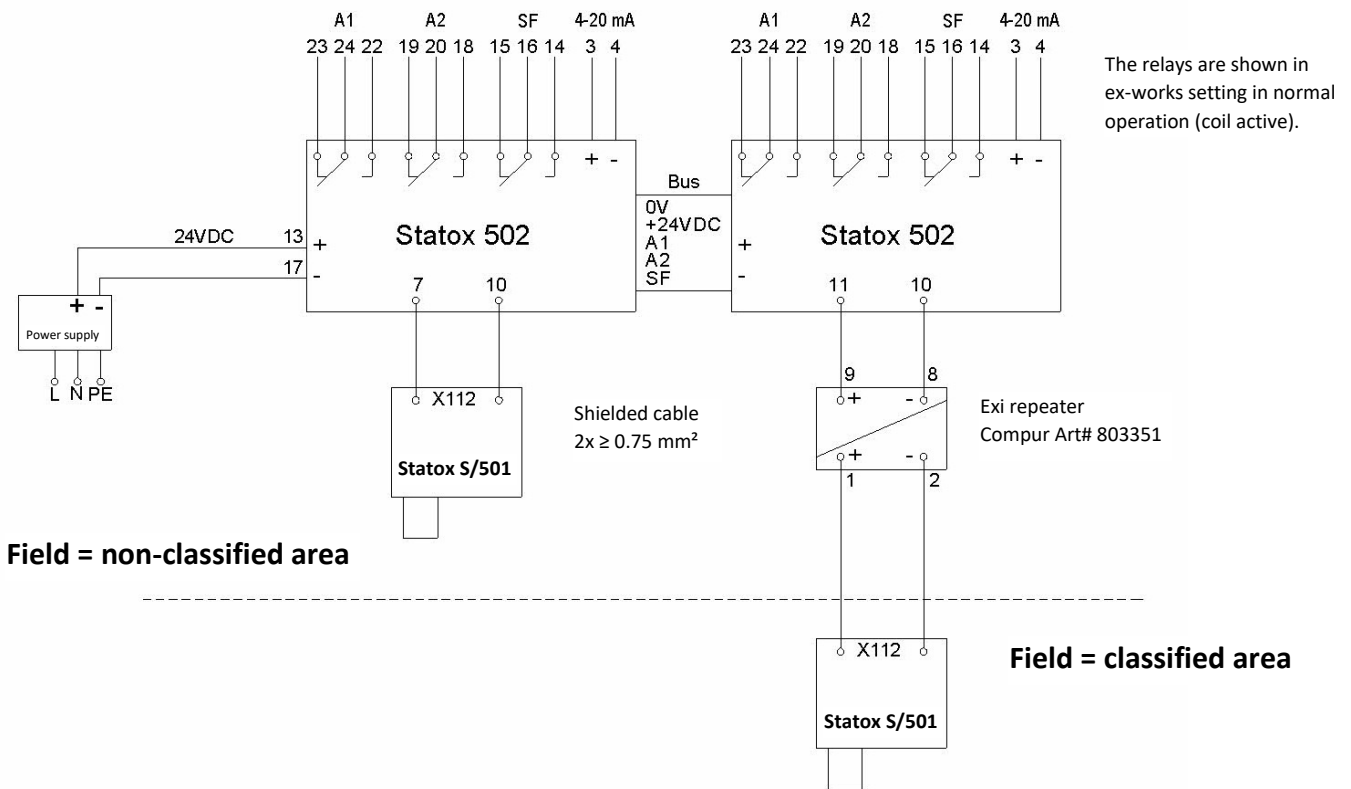 A1 A2 SF 4-20 mA A1 A2 SF 4-20 mA
23 24 22 19 20 18 15 16 14 3 4 23 24 22 19 20 18 15 16 14 3 4
The relays are shown in
ex-works setting in normal
operation (coil active).
+ - + -
Bus
0V
+24VDC
A1
A2
SF
24VDC 13 + Statox 502 + Statox 502
17 - -
7 10 11 10
+ -
Power supply
L N PE
9 8
X112 + -
Shielded cable
2x ≥ 0.75 mm²
Exi repeater
Compur Art# 803351
Statox S/501
+ -
1 2
Field = non-classified area
X112
Field = classified area
Statox S/501